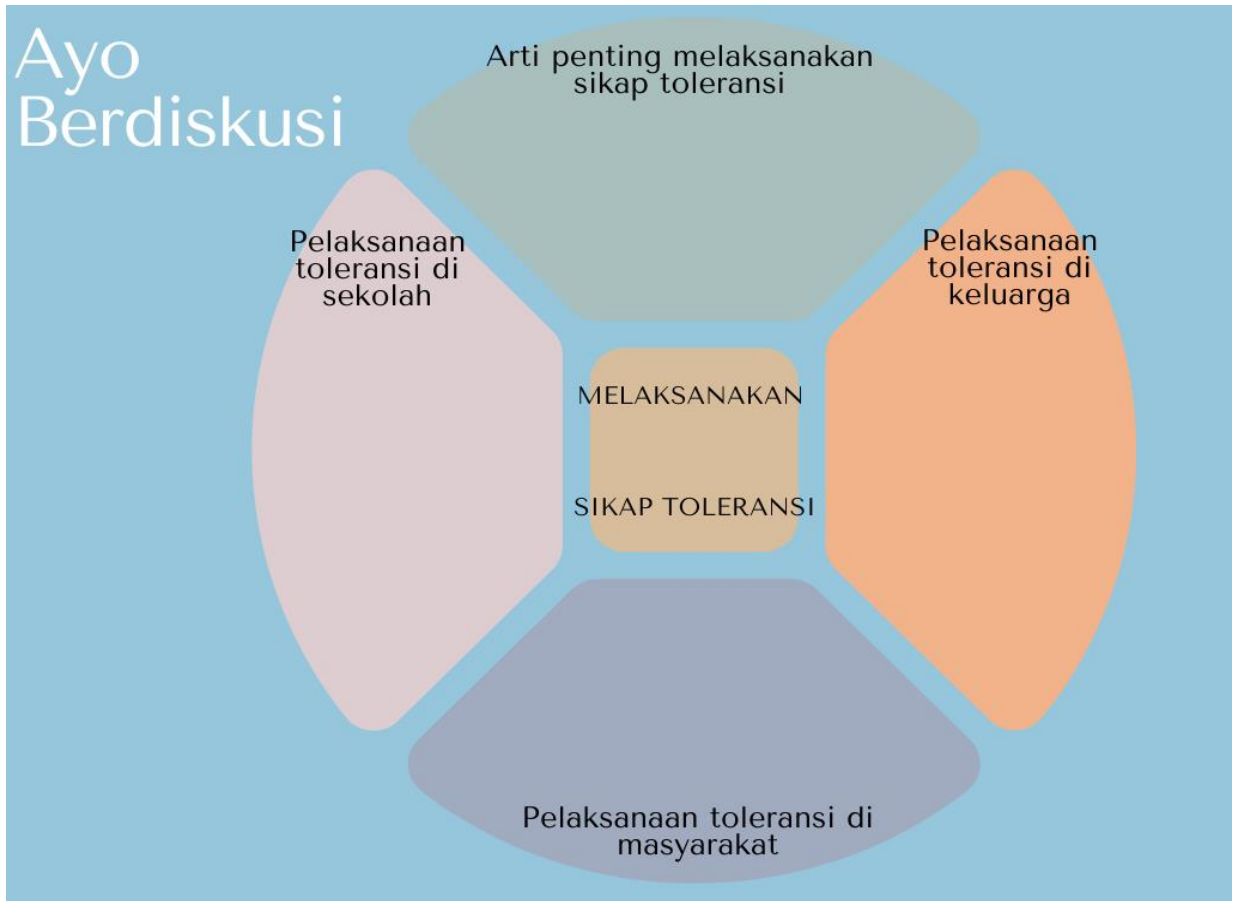 Ayo
Berdiskusi
Arti penting melaksanakan
sikap toleransi
Pelaksanaan
toleransi di
sekolah
Pelaksanaan
toleransi di
keluarga
MELAKSANAKAN
SIKAP TOLERANSI
Pelaksanaan toleransi di
masyarakat